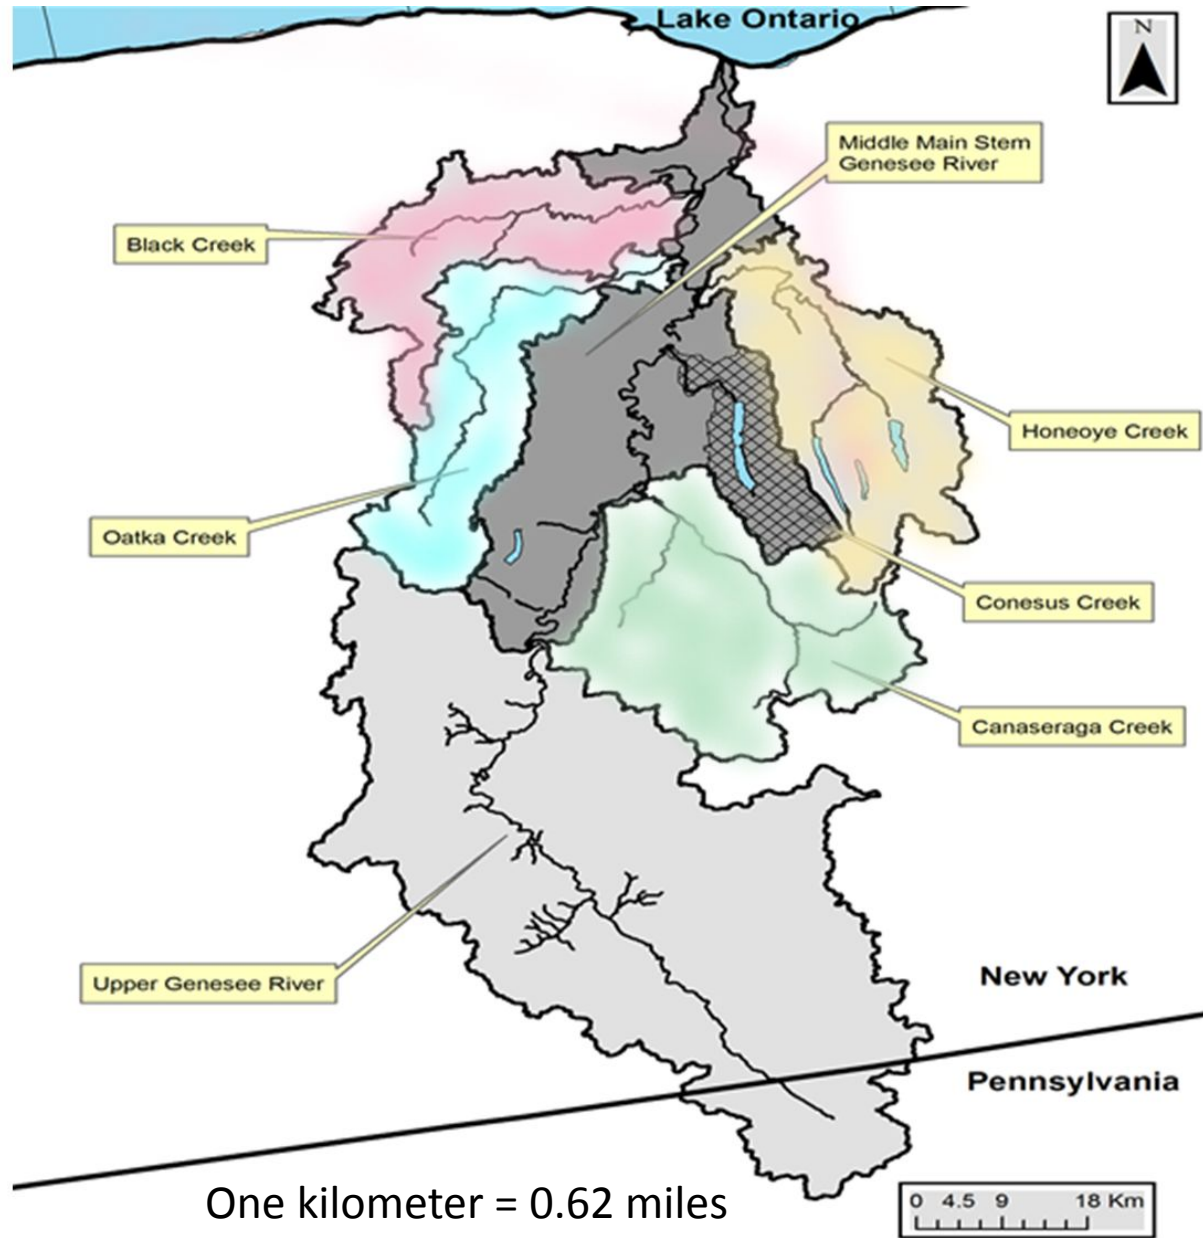 Lake Ontario
N
Middle Main Stem
Genesee River
Black Creek
Honeoye Creek
Oatka Creek
Conesus Creek
Canaseraga Creek
Upper Genesee River
New York
Pennsylvania
One kilometer = 0.62 miles
0 4.5 9 18 Km